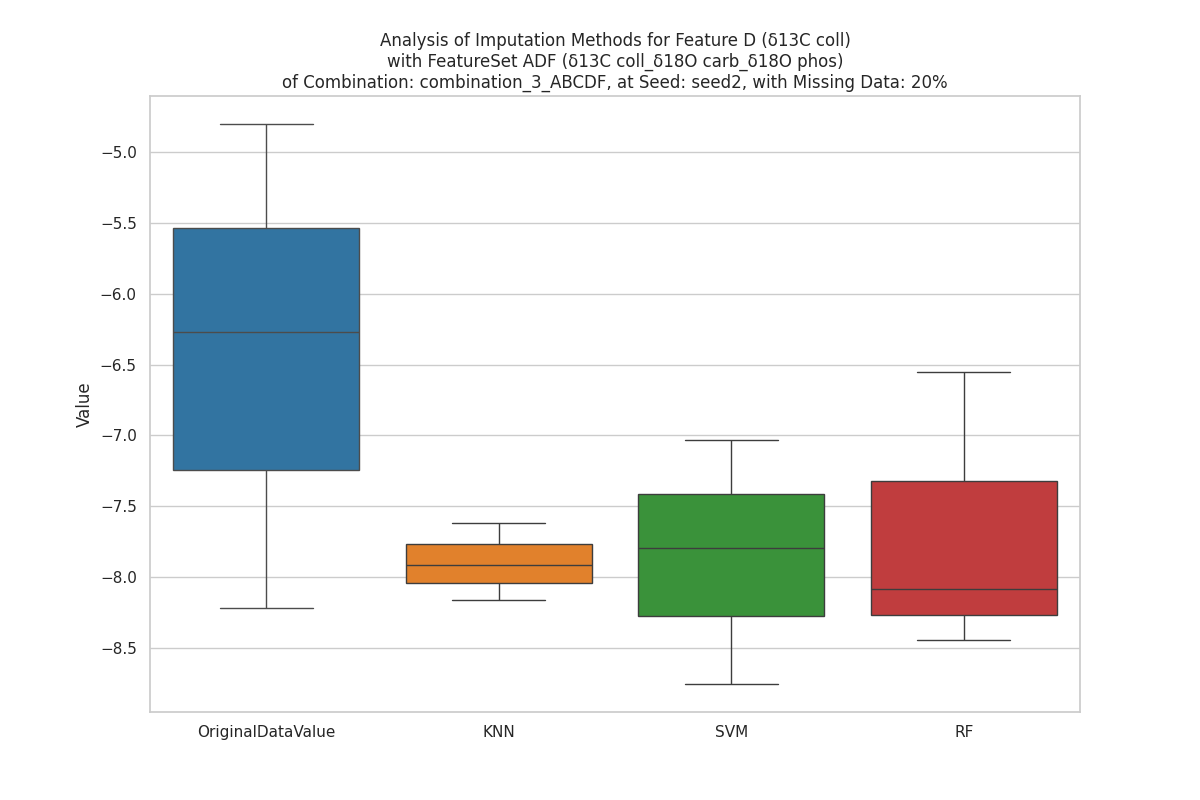 Analysis of Imputation Methods for Feature D (δ13C coll)
with FeatureSet ADF (δ13C coll_δ18O carb_δ18O phos)
of Combination: combination_3_ABCDF, at Seed: seed2, with Missing Data: 20%
Value
−5.0
−5.5
−6.0
−6.5
−7.0
−7.5
−8.0
−8.5
OriginalDataValue KNN SVM RF